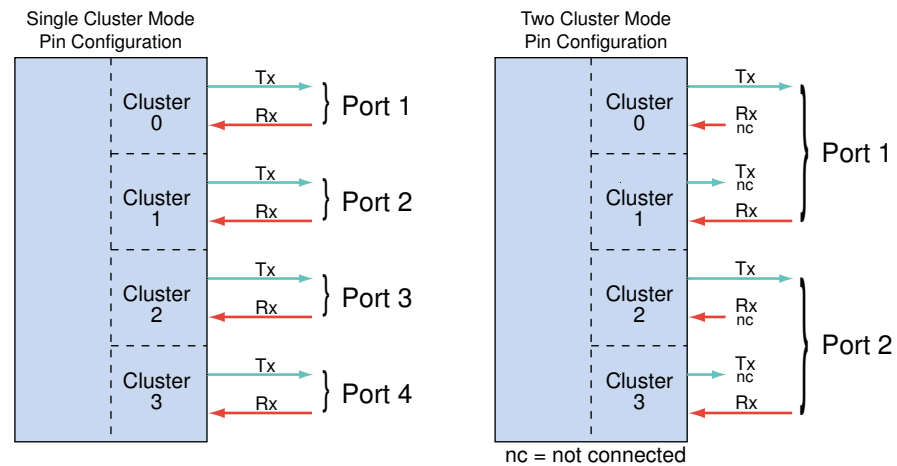 Single Cluster Mode
Pin Configuration
Cluster
0
Tx
Rx
Port 1
Cluster
1
Tx
Rx
Port 2
Cluster
2
Tx
Rx
Port 3
Cluster
3
Tx
Rx
Port 4
Two Cluster Mode
Pin Configuration
Cluster
0
Tx
Rx
nc
Cluster
1
Tx
nc
Rx
Port 1
Cluster
2
Tx
Rx
nc
Cluster
3
Tx
nc
Rx
Port 2
nc = not connected